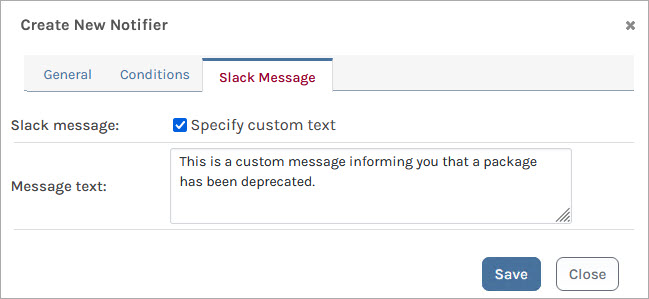 Create New Notifier
General Conditions Slack Message
Slack message: Specify custom text
Message text:
This is a custom message informing you that a package
has been deprecated.
Save Close